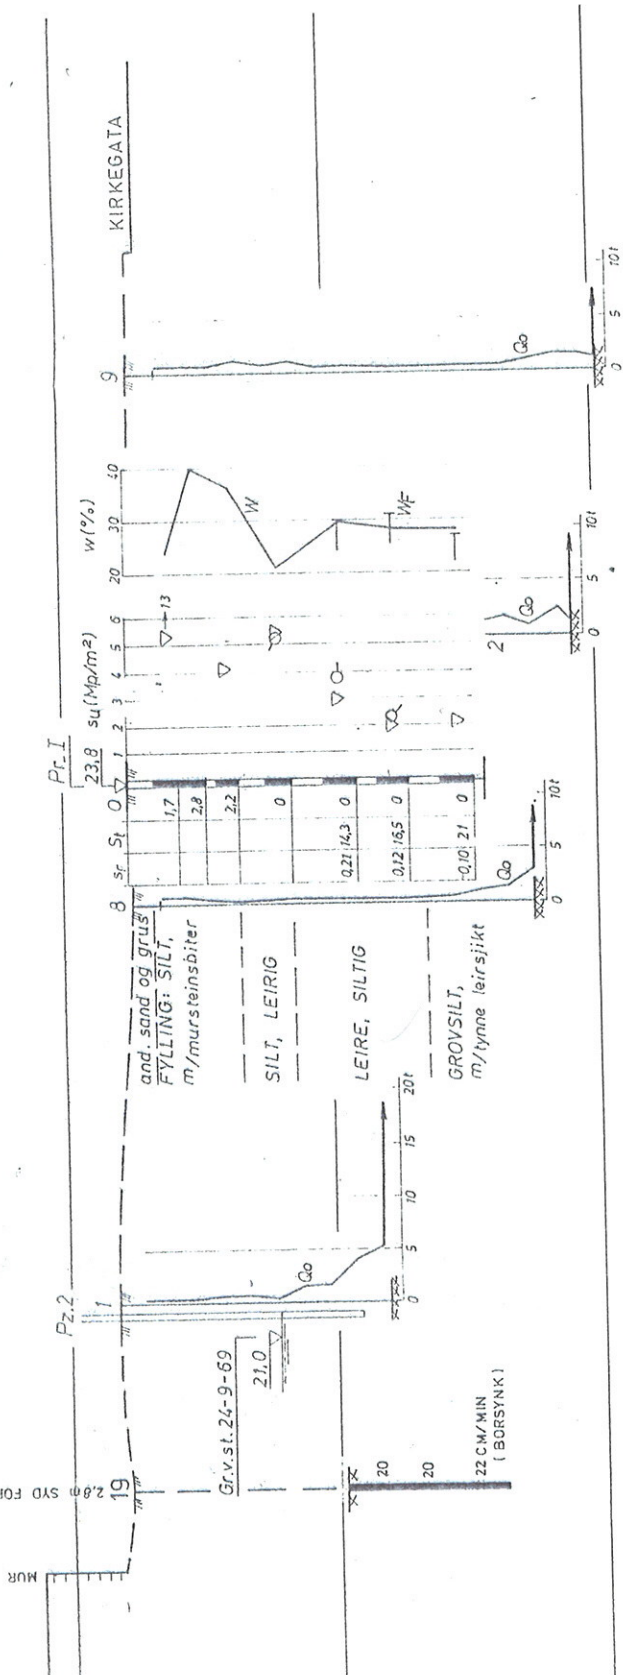 MUR
2,8 m SYD FOR
19
Gr.v.st.24-9-69
21,0
20
20
22 CM/MIN
(BORSYNK)
Pz.2
1
Qo
0 5 10 15 20t
8
and. sand og grus
FYLLING: SILT,
m/mursteinsbiter
SILT, LEIRIG
LEIRE, SILTIG
GROVSILT,
m/tynne leirsjikt
Qo
0 5 10t
Pr. I
23,8
sr St O
1,7
2,8
2,2
0
0,21 14,3 0
0,12 16,5 0
0,10 21 0
su (Mp/m²)
1 2 3 4 5 6
13
w (%)
20 30 40
W
WF
2
Qo
0 5 10t
9
Qo
0 5 10t
KIRKEGATA